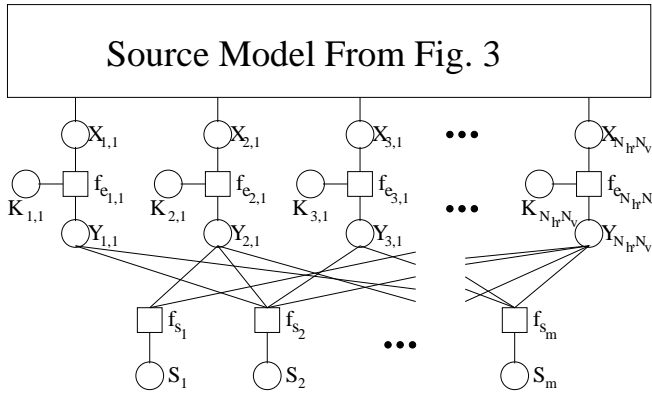 Source Model From Fig. 3
X1,1 X2,1 X3,1 ••• XNhrNv
fe1,1 fe2,1 fe3,1 feNhrN
K1,1 K2,1 K3,1 ••• KNhrNv
Y1,1 Y2,1 Y3,1 YNhrNv
fs1 fs2 ••• fsm
S1 S2 Sm